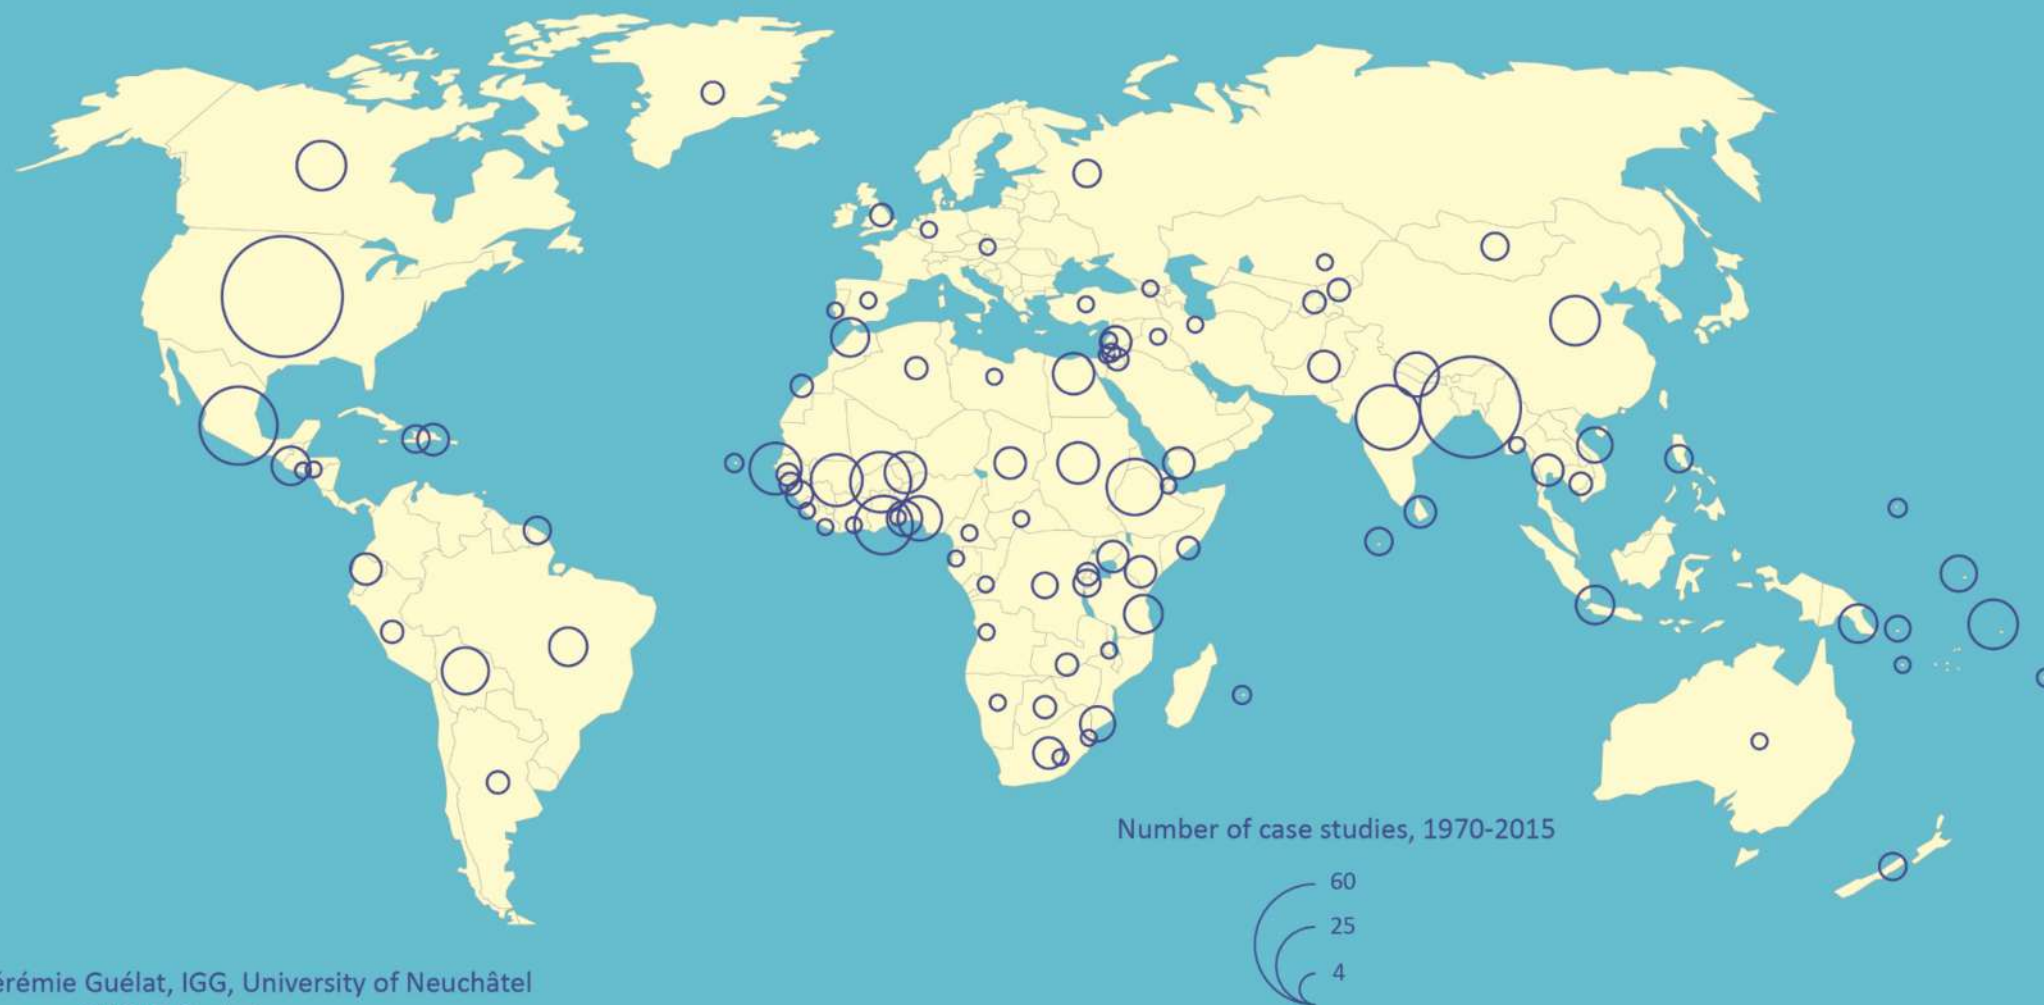 Number of case studies, 1970-2015
60
25
4
érémie Guélat, IGG, University of Neuchâtel